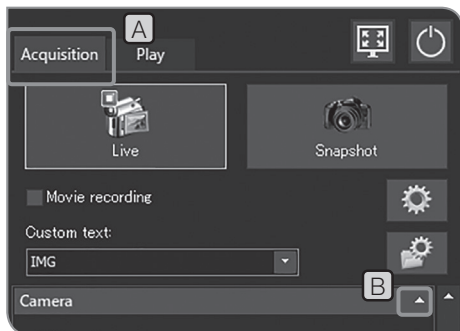 A
Acquisition
Play
Live
Snapshot
Movie recording
Custom text:
IMG
B
Camera